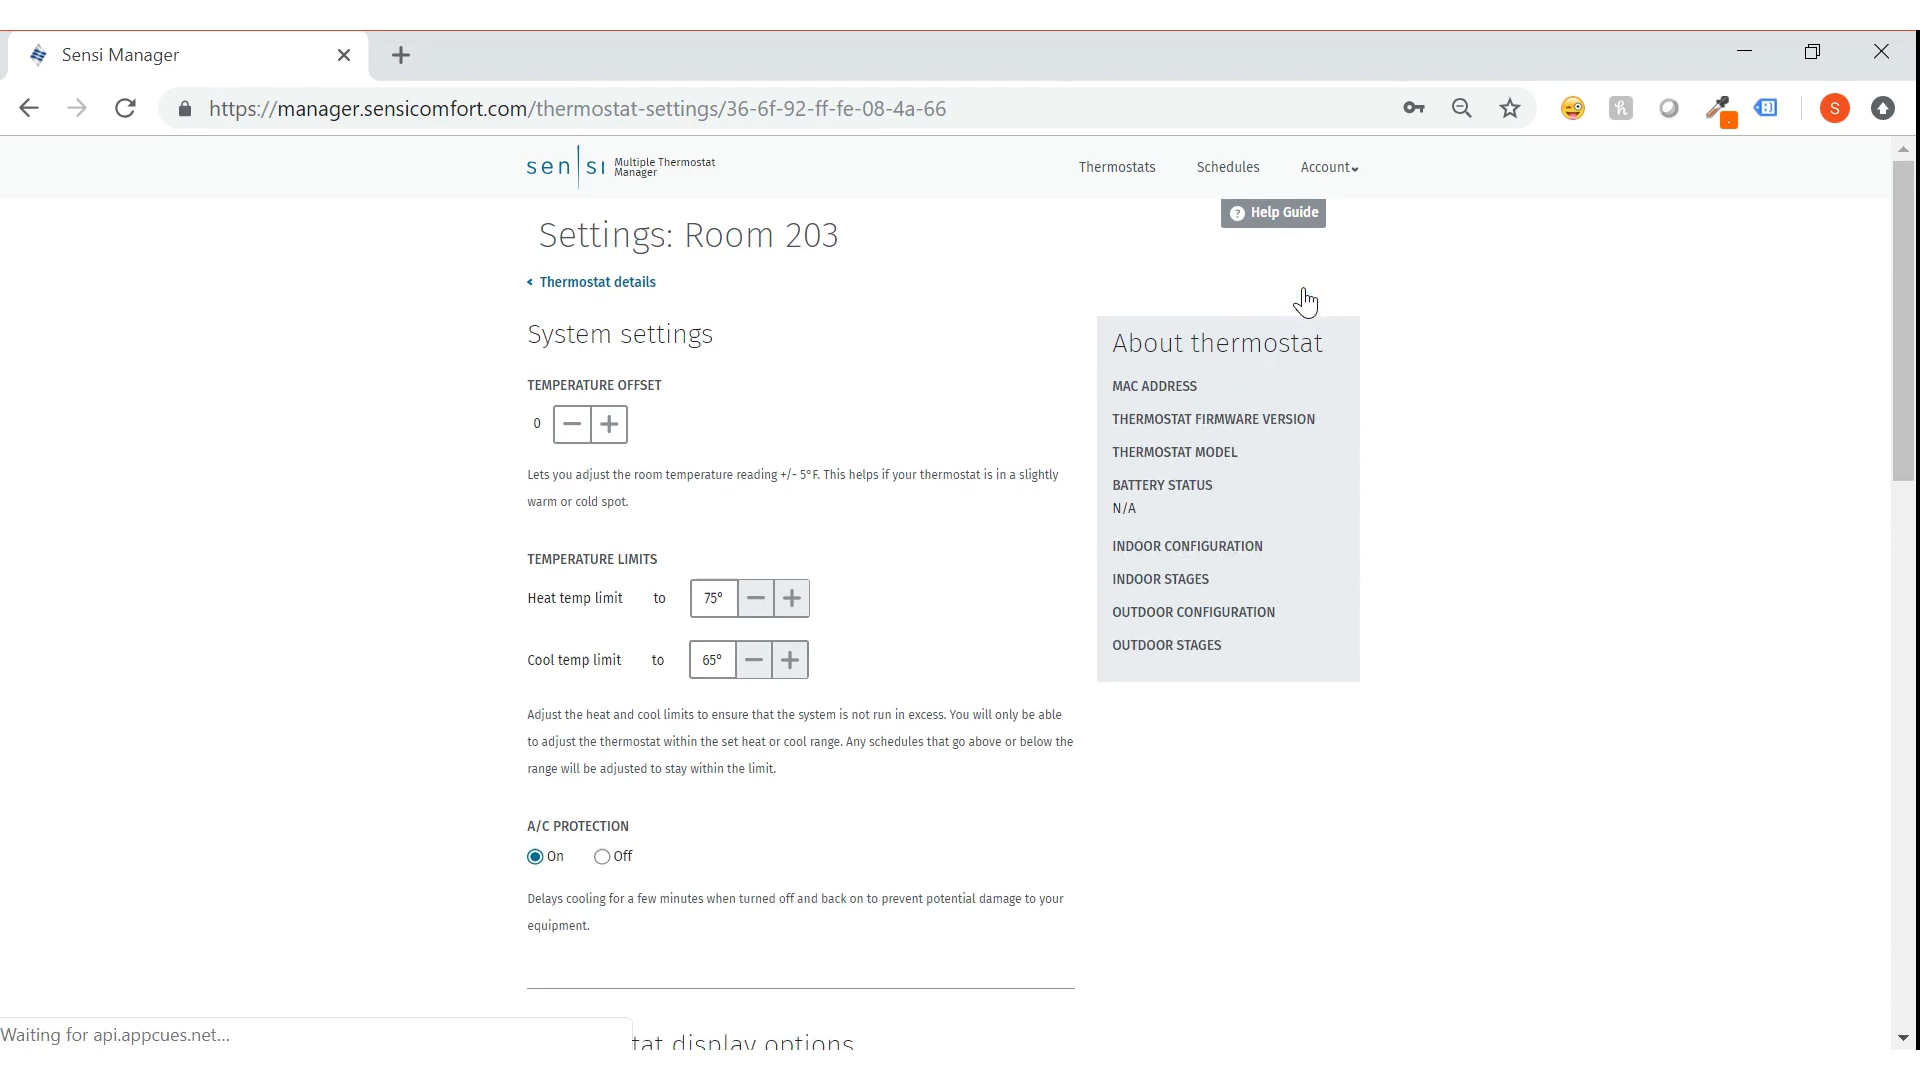 Sensi Manager
https://manager.sensicomfort.com/thermostat-settings/36-6f-92-ff-fe-08-4a-66
S
sensi Multiple Thermostat
Manager
Thermostats Schedules Account
? Help Guide
Settings: Room 203
< Thermostat details
System settings
TEMPERATURE OFFSET
0 − +
Lets you adjust the room temperature reading +/- 5°F. This helps if your thermostat is in a slightly
warm or cold spot.
TEMPERATURE LIMITS
Heat temp limit to 75° − +
Cool temp limit to 65° − +
Adjust the heat and cool limits to ensure that the system is not run in excess. You will only be able
to adjust the thermostat within the set heat or cool range. Any schedules that go above or below the
range will be adjusted to stay within the limit.
A/C PROTECTION
On Off
Delays cooling for a few minutes when turned off and back on to prevent potential damage to your
equipment.
About thermostat
MAC ADDRESS
THERMOSTAT FIRMWARE VERSION
THERMOSTAT MODEL
BATTERY STATUS
N/A
INDOOR CONFIGURATION
INDOOR STAGES
OUTDOOR CONFIGURATION
OUTDOOR STAGES
tat display options
Waiting for api.appcues.net...